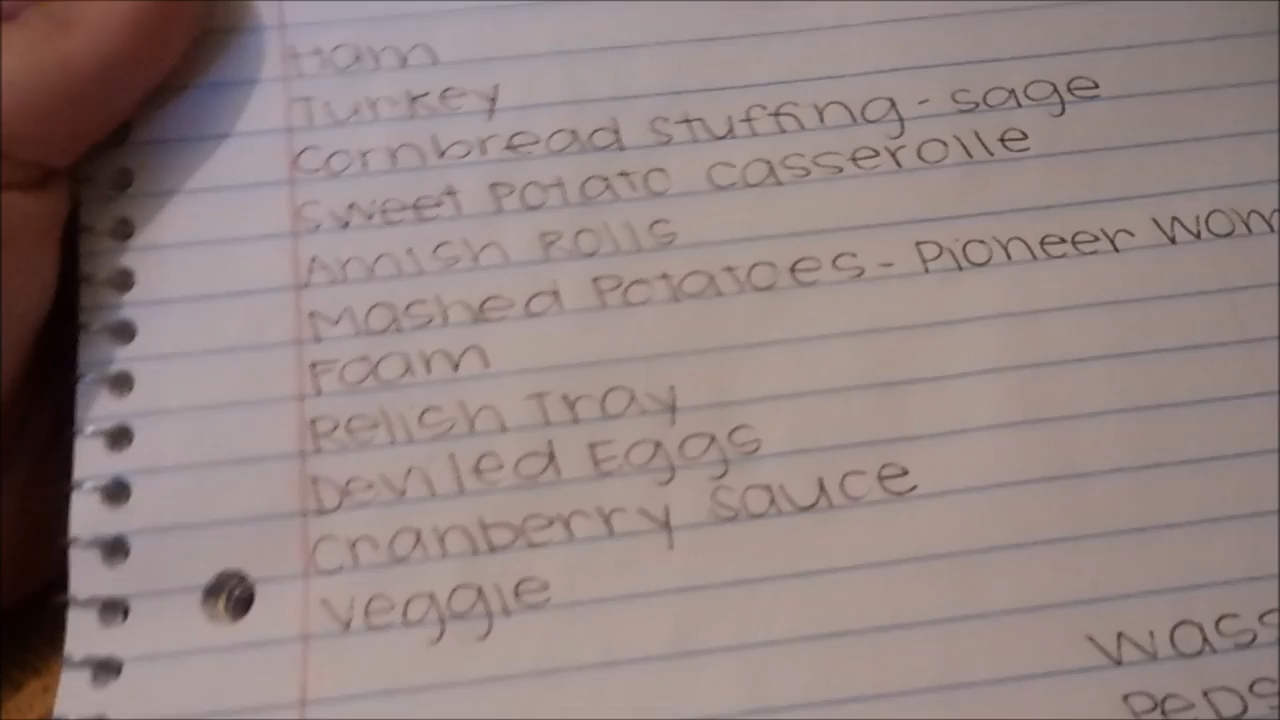 Ham
Turkey
Cornbread stuffing - sage
Sweet Potato casserolle
Amish Rolls
Mashed Potatoes - Pioneer Wom
Foam
Relish Tray
Deviled Eggs
Cranberry sauce
veggie
wass